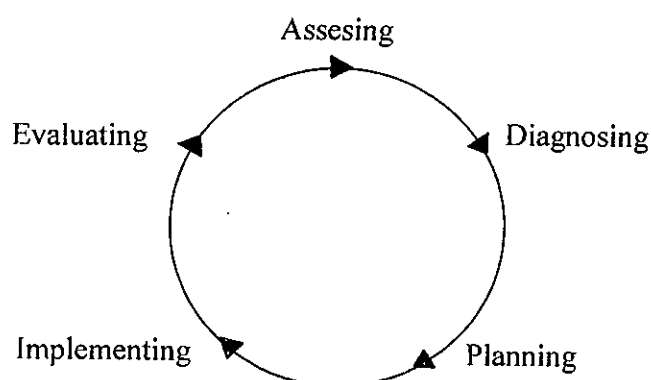 Assesing
Evaluating
Diagnosing
Implementing
Planning